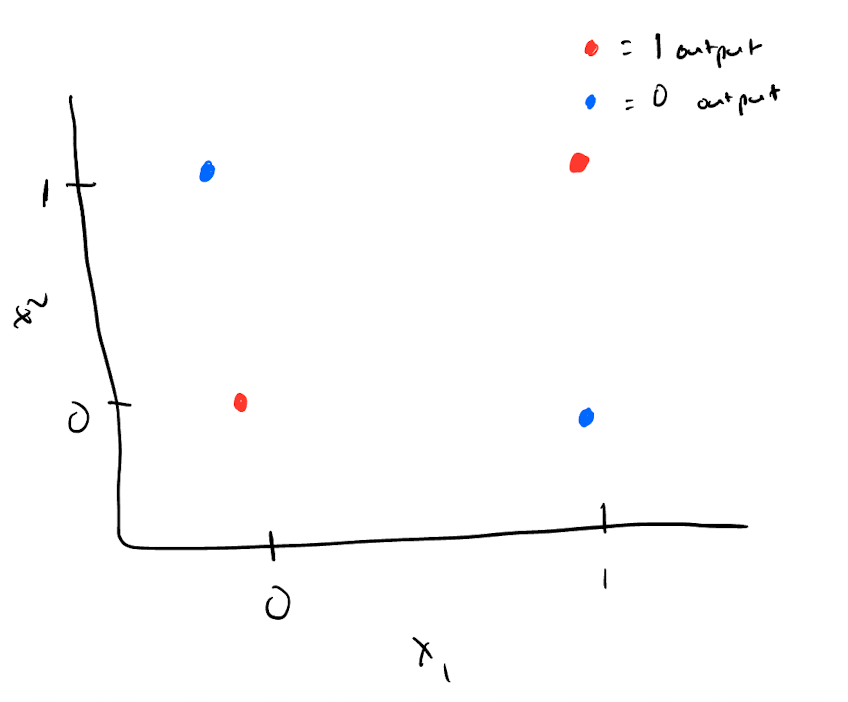 = 1 output
= 0 output
1
x2
0
0
1
x1